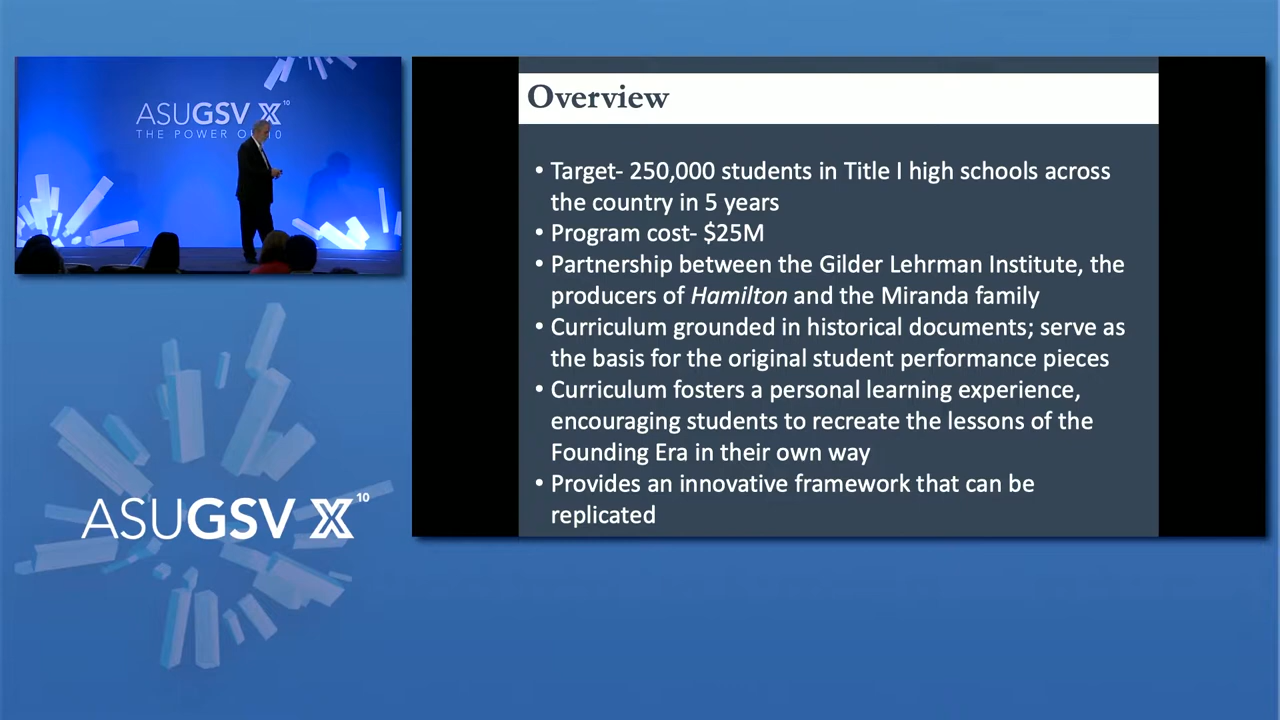 ASUGSV X10
THE POWER OF 10
Overview
• Target- 250,000 students in Title I high schools across
the country in 5 years
• Program cost- $25M
• Partnership between the Gilder Lehrman Institute, the
producers of Hamilton and the Miranda family
• Curriculum grounded in historical documents; serve as
the basis for the original student performance pieces
• Curriculum fosters a personal learning experience,
encouraging students to recreate the lessons of the
Founding Era in their own way
• Provides an innovative framework that can be
replicated
ASUGSV X10